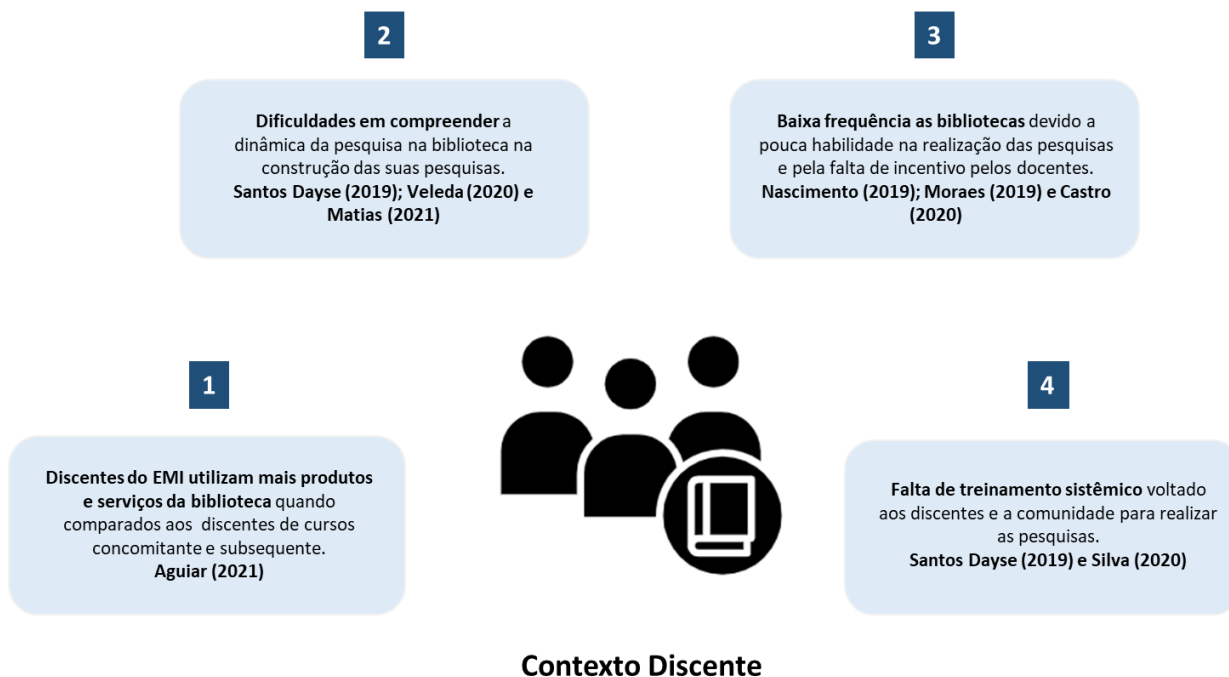 2
Dificuldades em compreender a
dinâmica da pesquisa na biblioteca na
construção das suas pesquisas.
Santos Dayse (2019); Veleda (2020) e
Matias (2021)
3
Baixa frequência as bibliotecas devido a
pouca habilidade na realização das pesquisas
e pela falta de incentivo pelos docentes.
Nascimento (2019); Moraes (2019) e Castro
(2020)
1
Discentes do EMI utilizam mais produtos
e serviços da biblioteca quando
comparados aos discentes de cursos
concomitante e subsequente.
Aguiar (2021)
4
Falta de treinamento sistêmico voltado
aos discentes e a comunidade para realizar
as pesquisas.
Santos Dayse (2019) e Silva (2020)
Contexto Discente